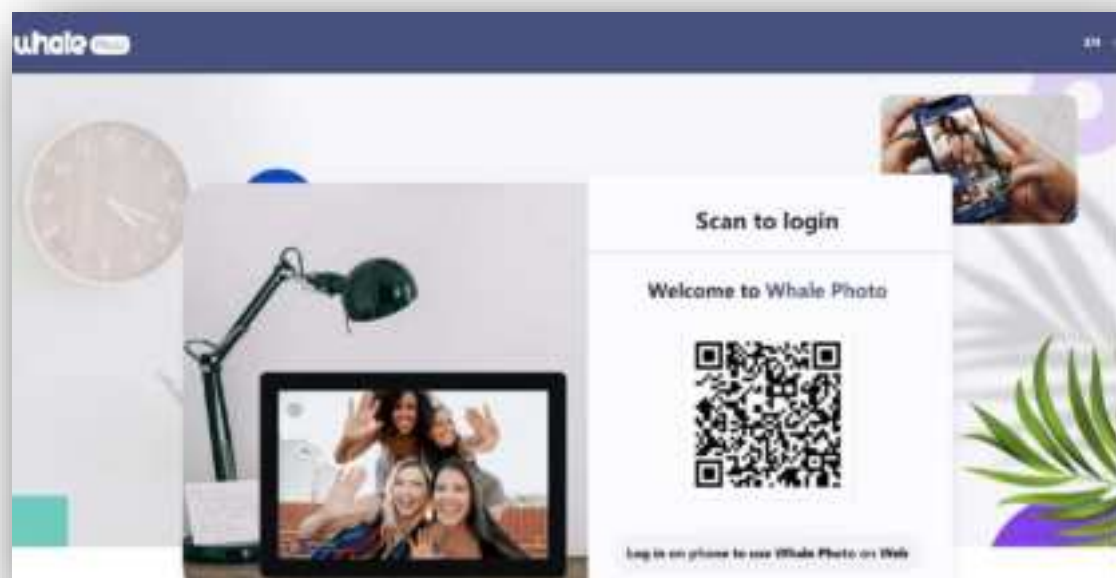 whale Photo
EN
Scan to login
Welcome to Whale Photo
Log in on phone to use Whale Photo on Web